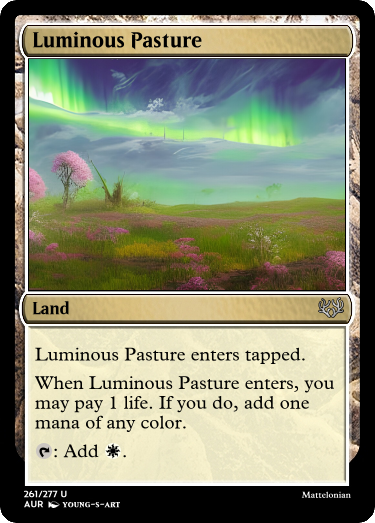 Luminous Pasture
Land
Luminous Pasture enters tapped.
When Luminous Pasture enters, you
may pay 1 life. If you do, add one
mana of any color.
: Add .
261/277 U
AUR YOUNG-S-ART
Mattelonian